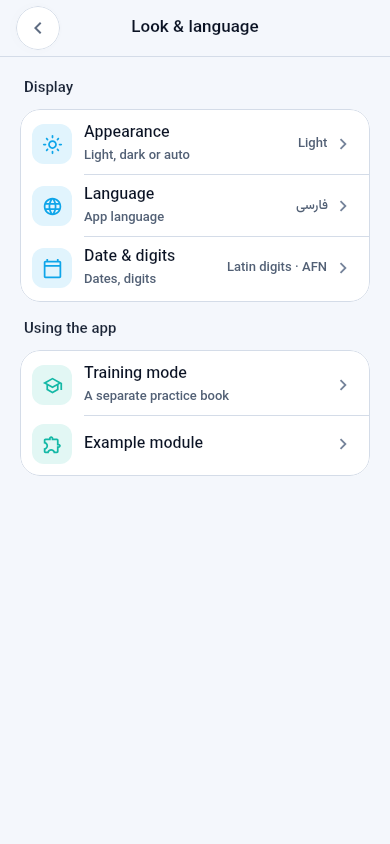 Look & language
Display
Appearance
Light, dark or auto
Light
Language
App language
فارسی
Date & digits
Dates, digits
Latin digits · AFN
Using the app
Training mode
A separate practice book
Example module